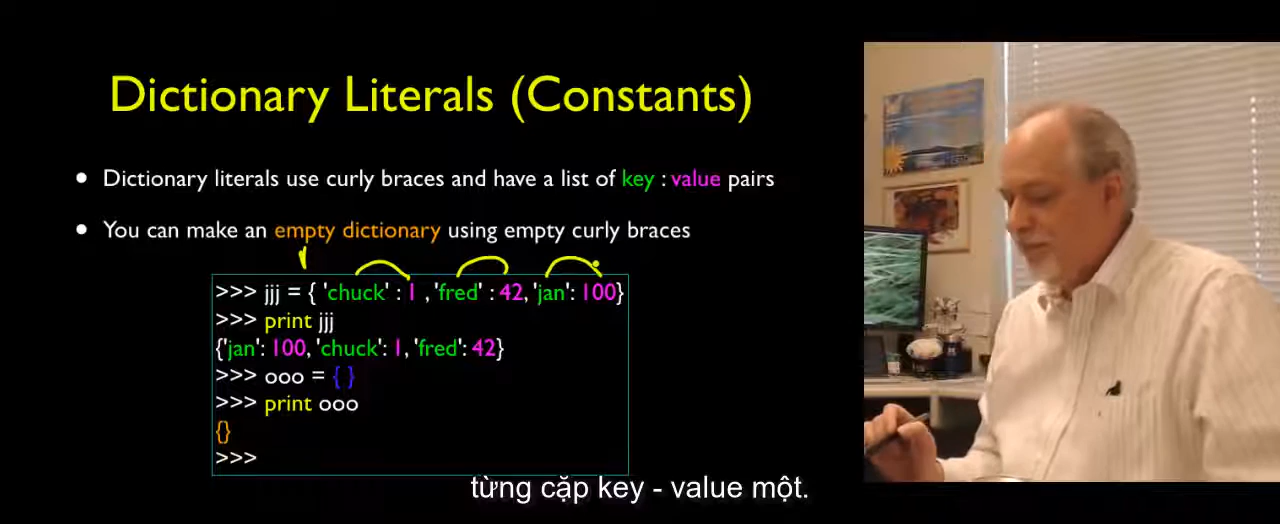 Dictionary Literals (Constants)
• Dictionary literals use curly braces and have a list of key : value pairs
• You can make an empty dictionary using empty curly braces
>>> jjj = { 'chuck' : 1 , 'fred' : 42, 'jan': 100}
>>> print jjj
{'jan': 100, 'chuck': 1, 'fred': 42}
>>> ooo = { }
>>> print ooo
{}
>>>
từng cặp key - value một.